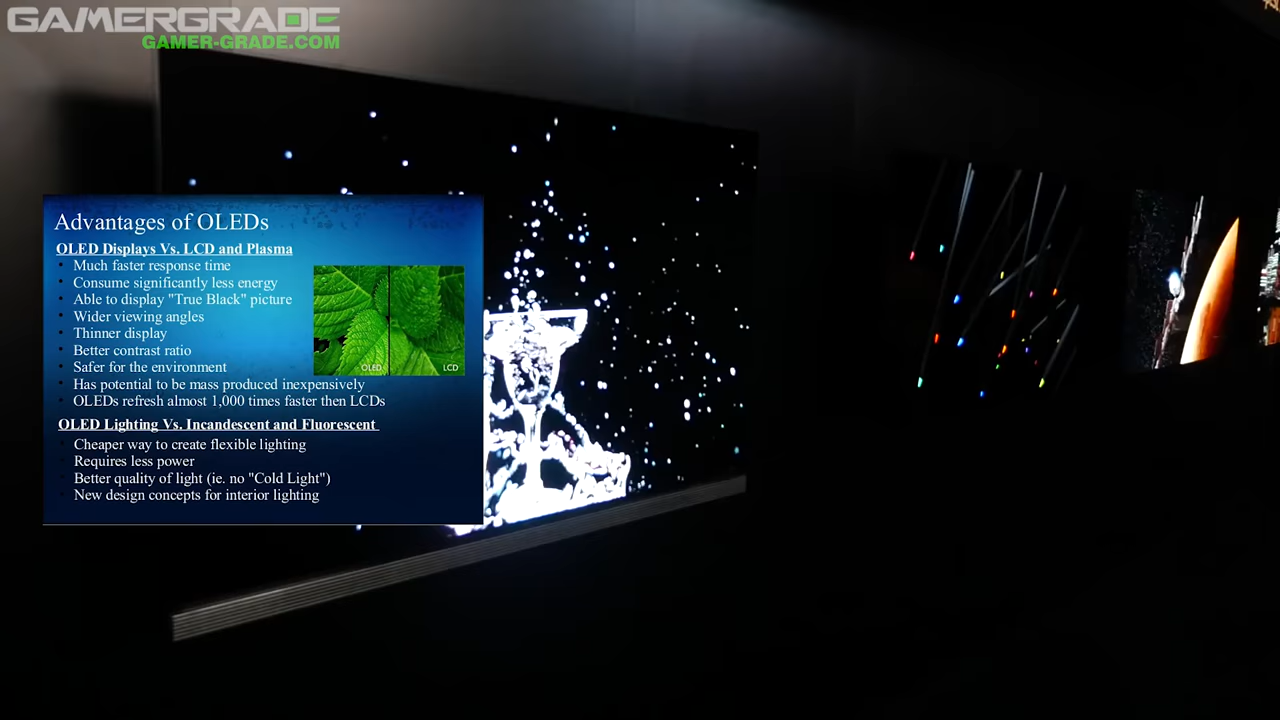 GAMERGRADE
GAMER-GRADE.COM
Advantages of OLEDs
OLED Displays Vs. LCD and Plasma
• Much faster response time
• Consume significantly less energy
• Able to display "True Black" picture
• Wider viewing angles
• Thinner display
• Better contrast ratio
• Safer for the environment
• Has potential to be mass produced inexpensively
• OLEDs refresh almost 1,000 times faster then LCDs
OLED LCD
OLED Lighting Vs. Incandescent and Fluorescent
• Cheaper way to create flexible lighting
• Requires less power
• Better quality of light (ie. no "Cold Light")
• New design concepts for interior lighting